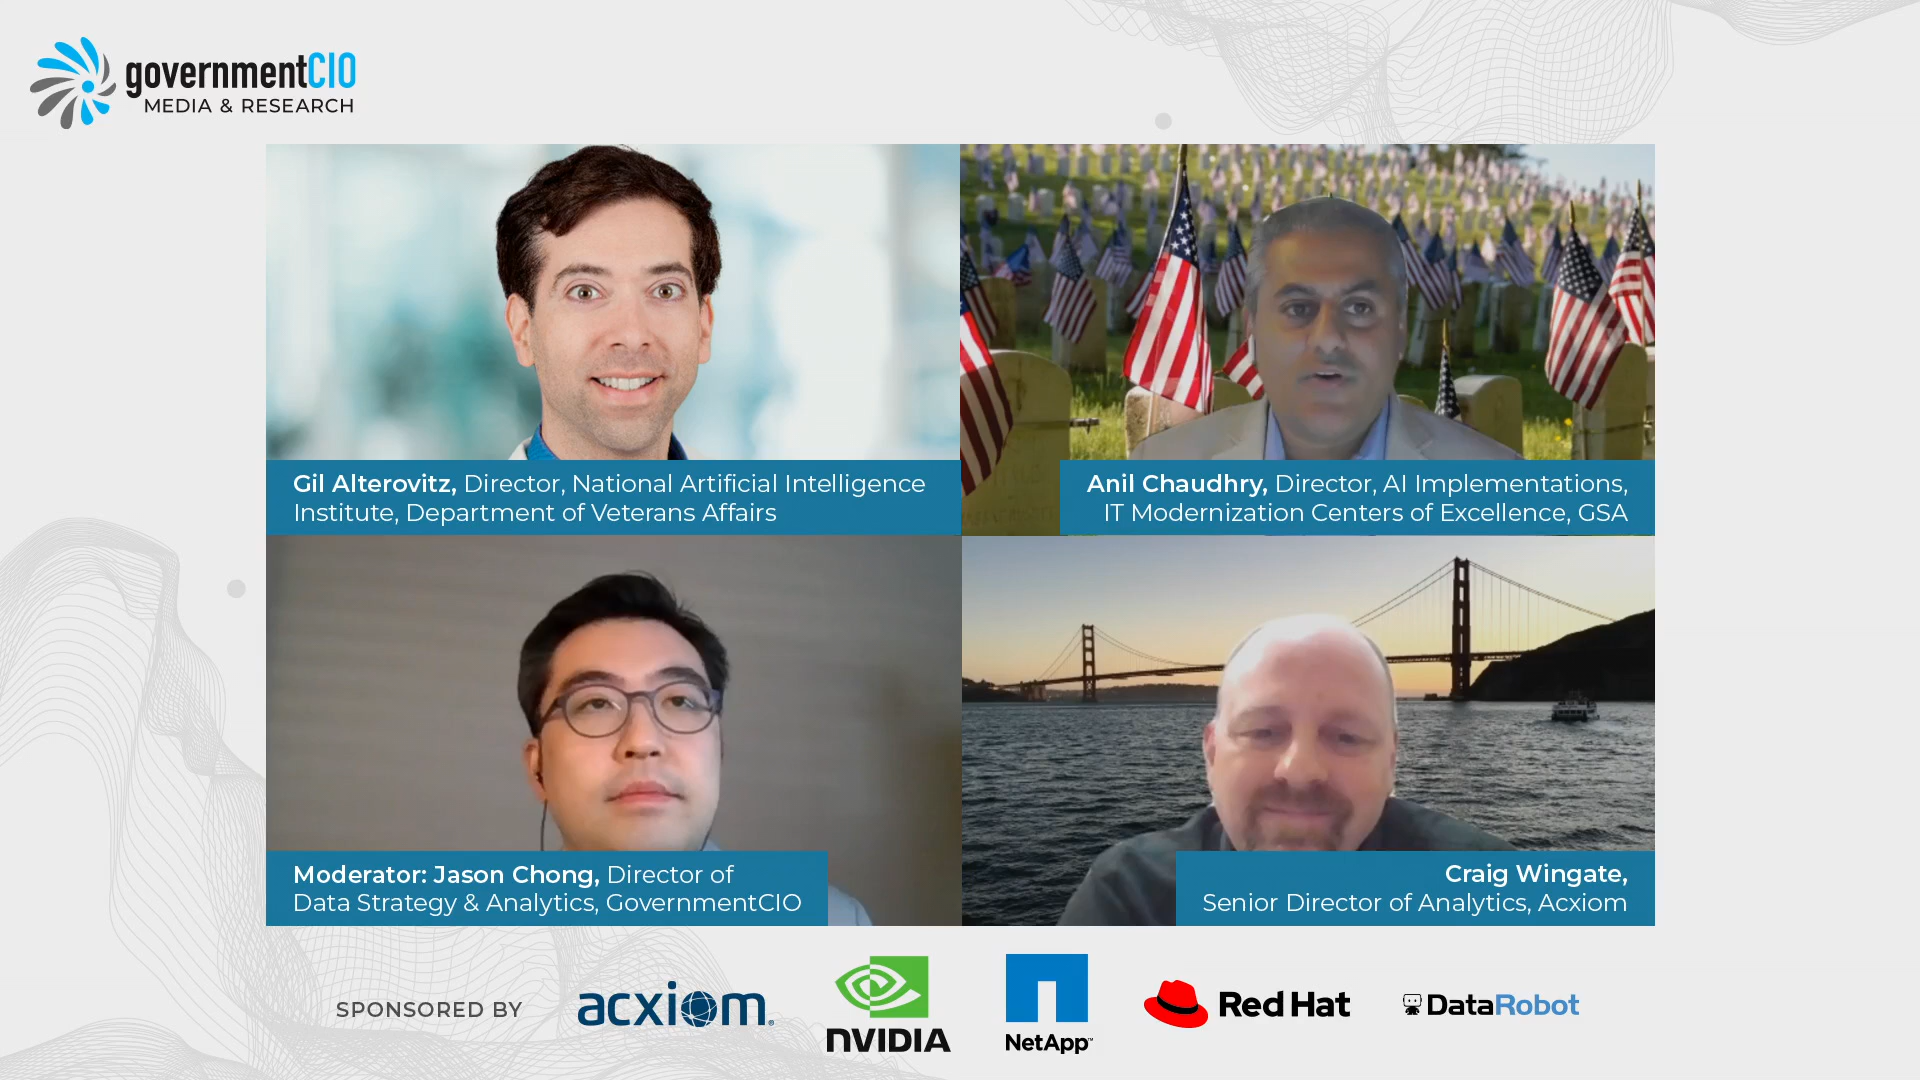 governmentCIO
MEDIA & RESEARCH
Gil Alterovitz, Director, National Artificial Intelligence
Institute, Department of Veterans Affairs
Anil Chaudhry, Director, AI Implementations,
IT Modernization Centers of Excellence, GSA
Moderator: Jason Chong, Director of
Data Strategy & Analytics, GovernmentCIO
Craig Wingate,
Senior Director of Analytics, Acxiom
SPONSORED BY
acxiom®
NVIDIA
NetApp™
Red Hat
DataRobot